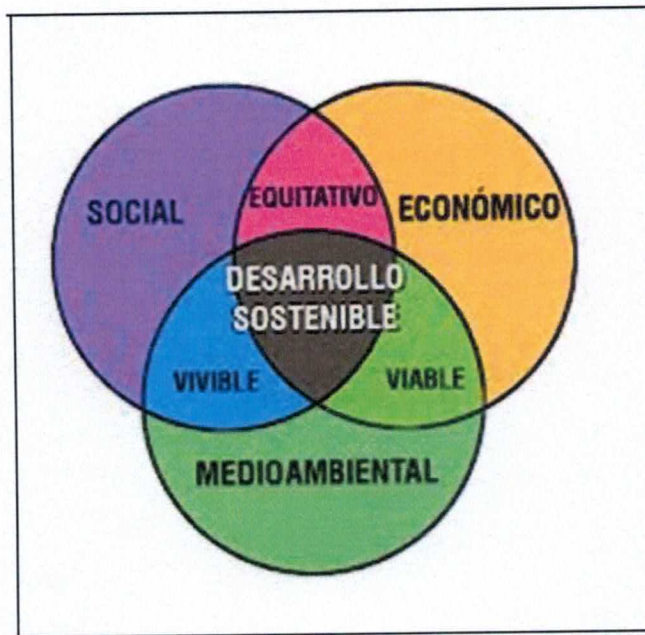 SOCIAL
EQUITATIVO
ECONÓMICO
DESARROLLO
SOSTENIBLE
VIVIBLE
VIABLE
MEDIOAMBIENTAL